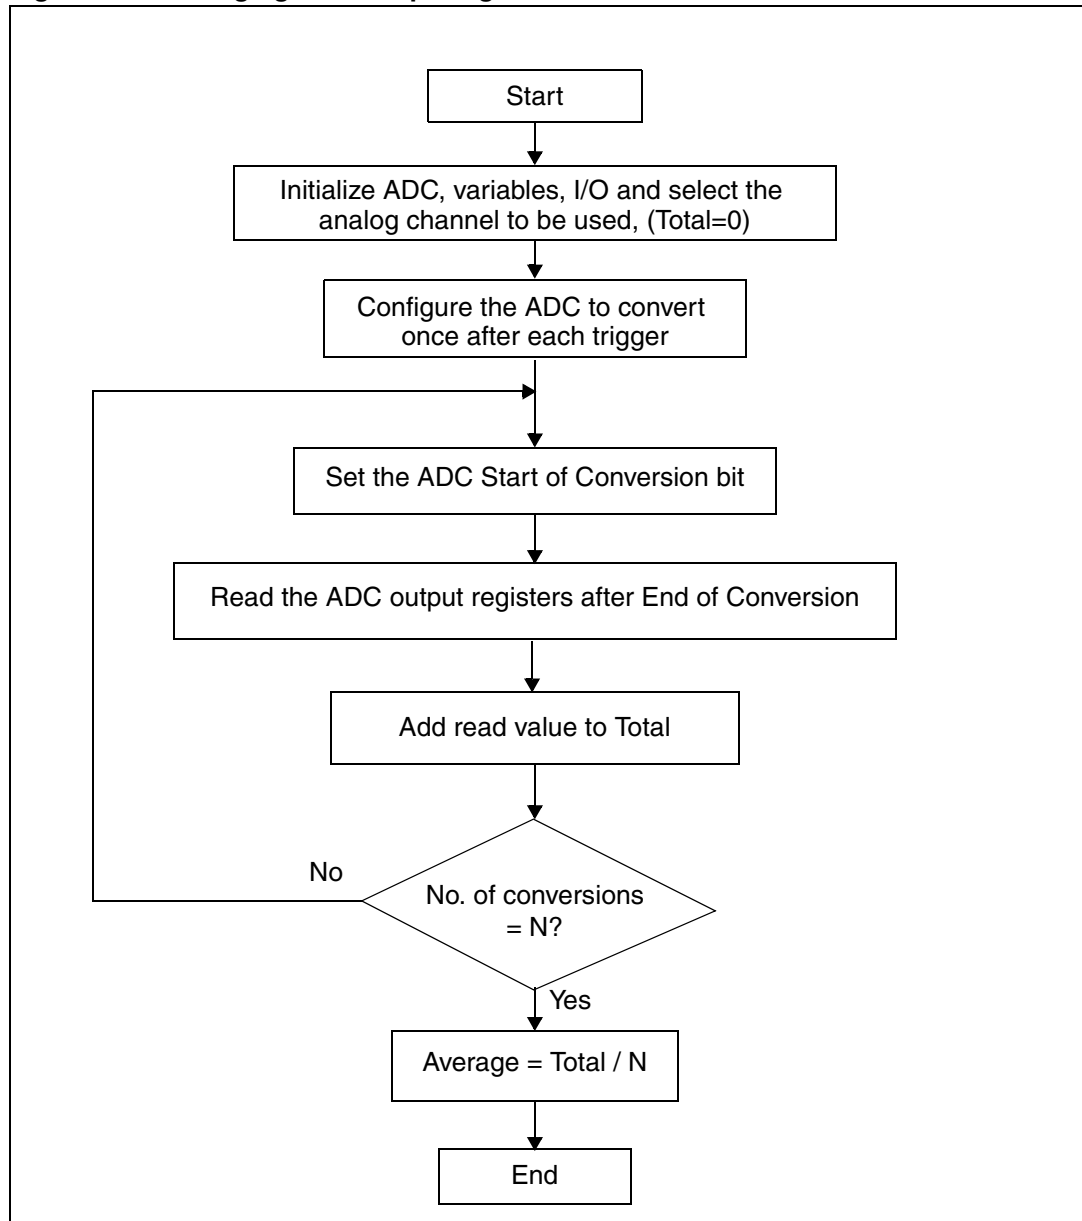 Start
Initialize ADC, variables, I/O and select the
analog channel to be used, (Total=0)
Configure the ADC to convert
once after each trigger
Set the ADC Start of Conversion bit
Read the ADC output registers after End of Conversion
Add read value to Total
No
No. of conversions
= N?
Yes
Average = Total / N
End